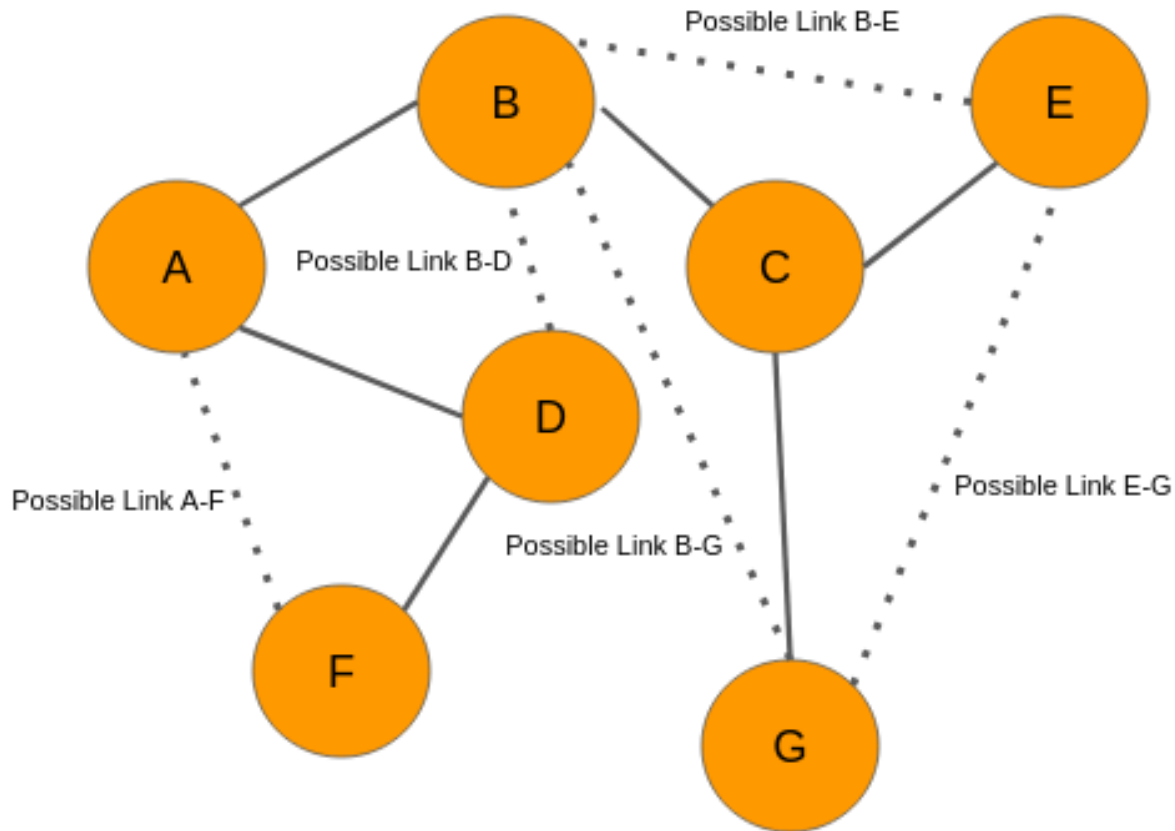 Possible Link B-E
B
E
A
Possible Link B-D
C
D
Possible Link A-F
Possible Link E-G
Possible Link B-G
F
G